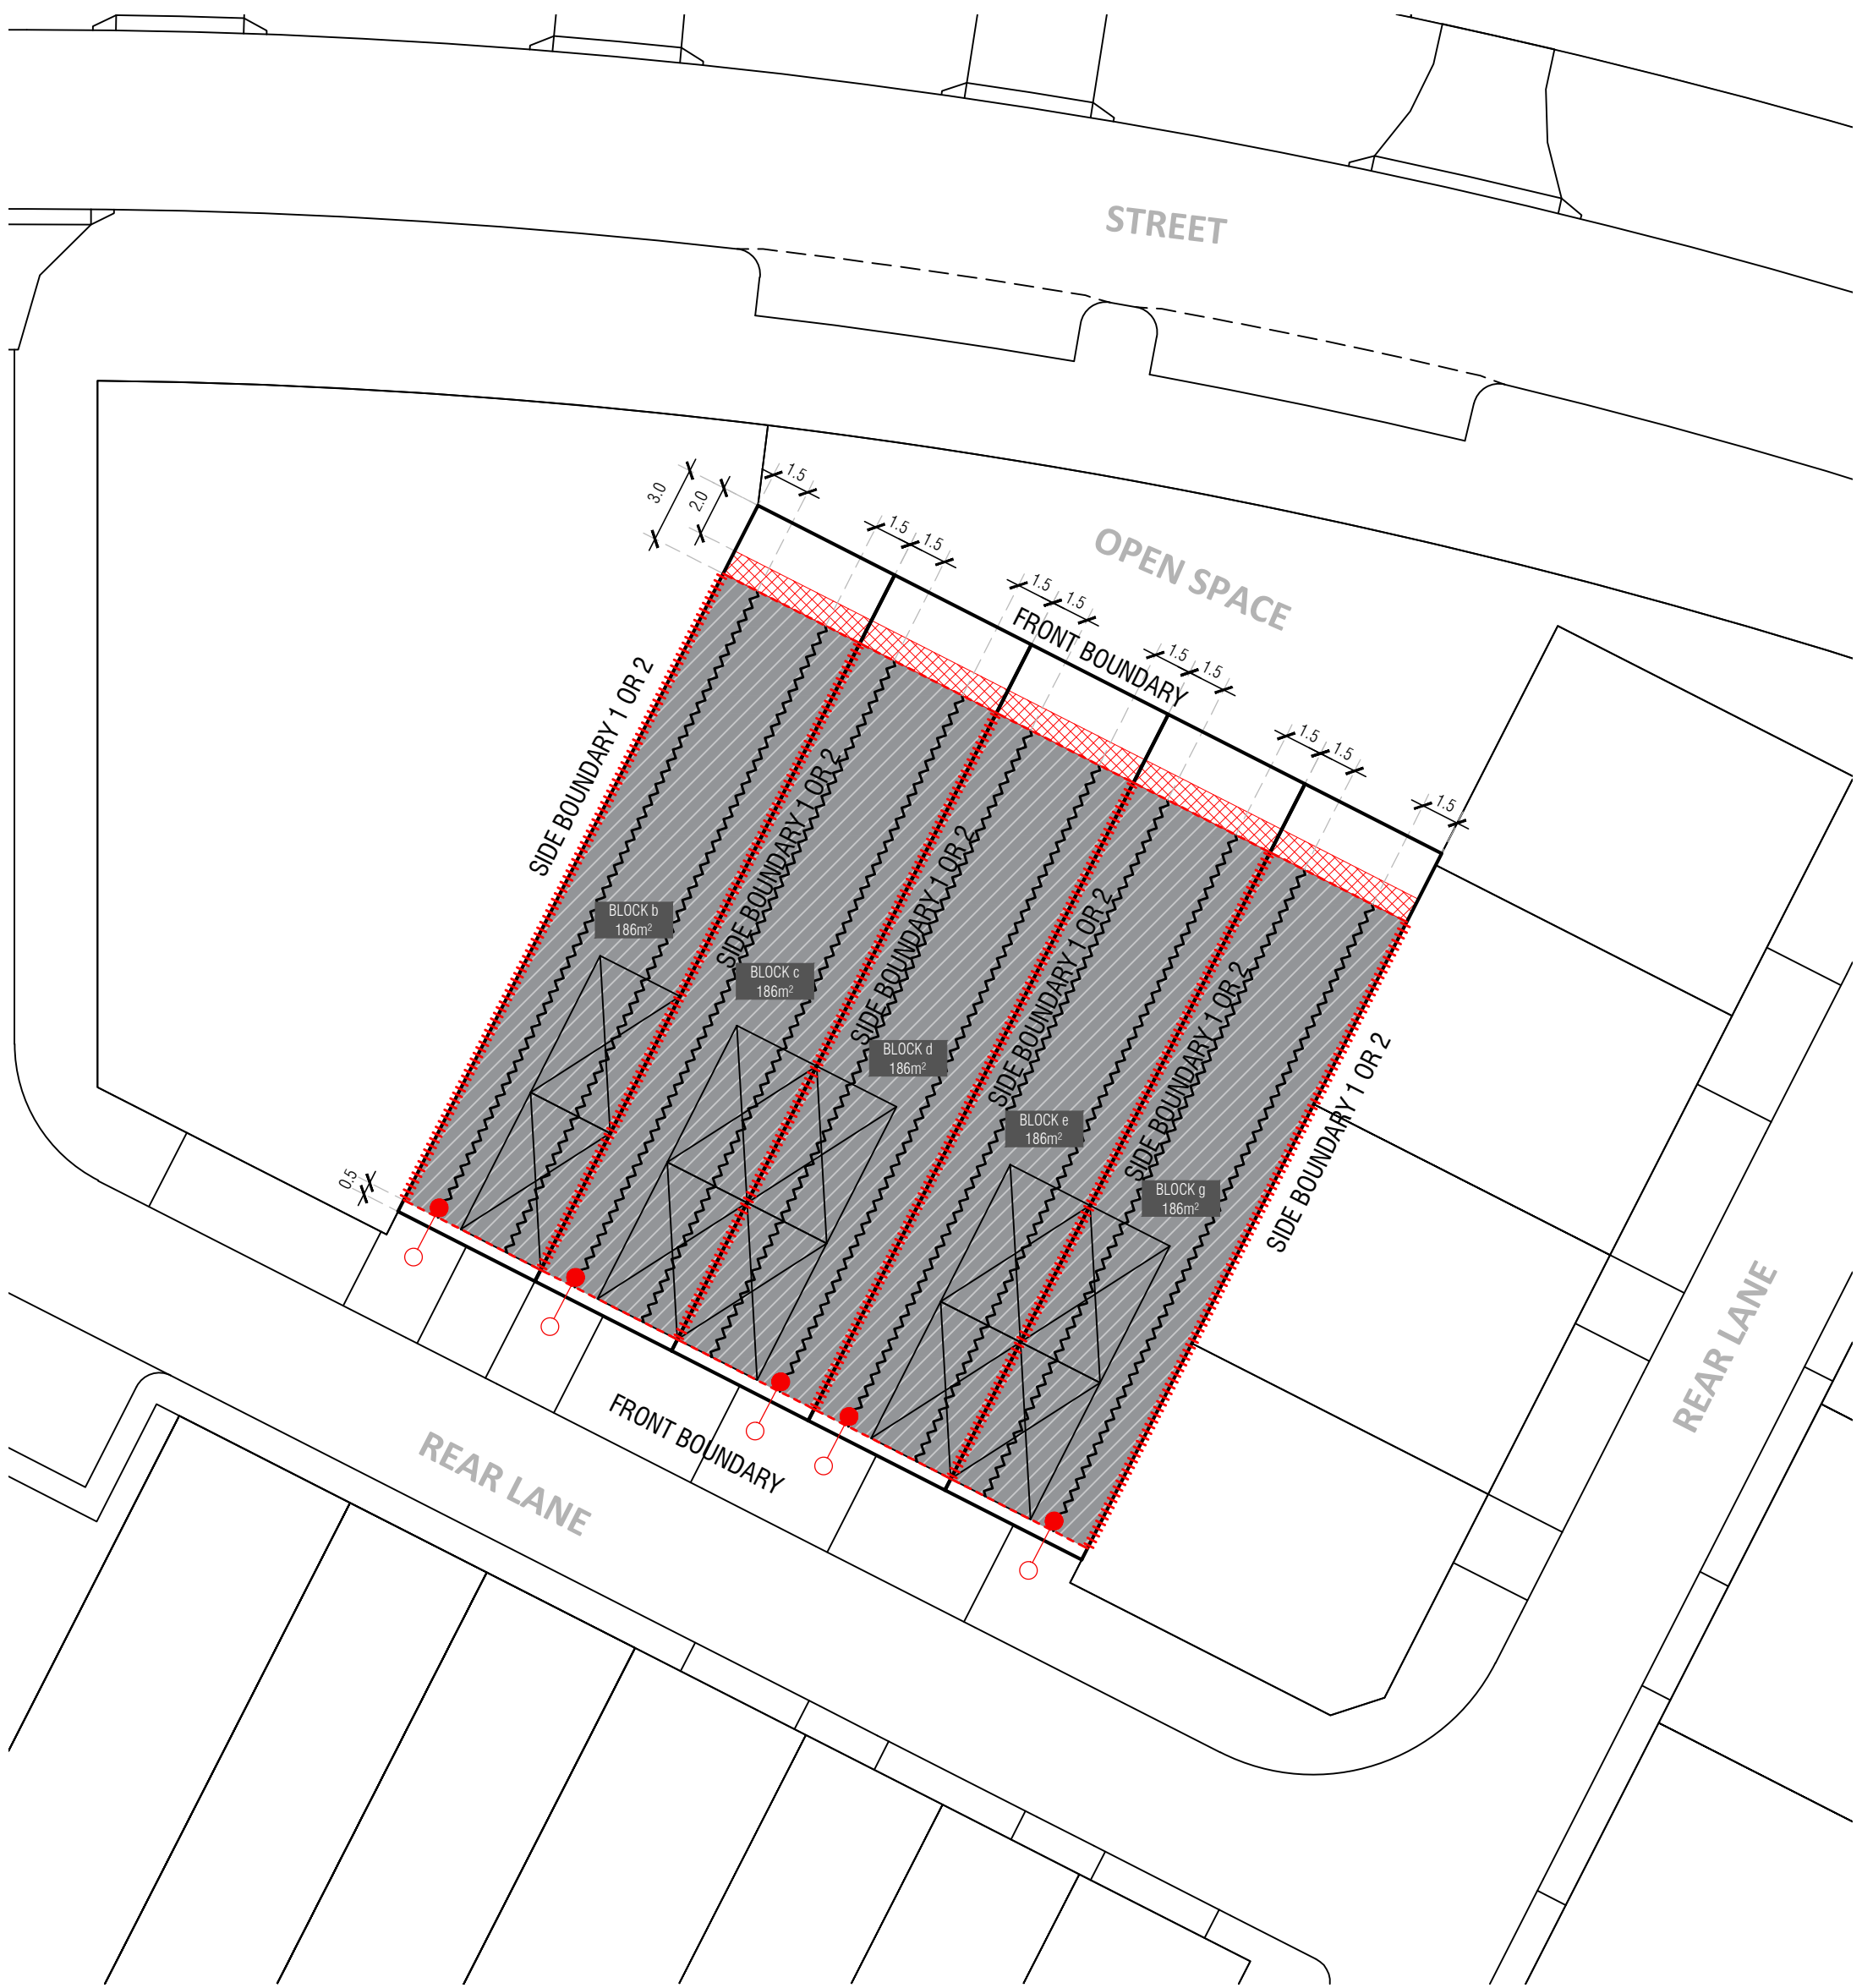 STREET
OPEN SPACE
3.0
2.0
1.5
1.5
1.5
1.5
1.5
1.5
1.5
1.5
1.5
1.5
FRONT BOUNDARY
SIDE BOUNDARY 1 OR 2
SIDE BOUNDARY 1 OR 2
SIDE BOUNDARY 1 OR 2
SIDE BOUNDARY 1 OR 2
SIDE BOUNDARY 1 OR 2
SIDE BOUNDARY 1 OR 2
BLOCK b
186m²
BLOCK c
186m²
BLOCK d
186m²
BLOCK e
186m²
BLOCK g
186m²
0.5
FRONT BOUNDARY
REAR LANE
REAR LANE